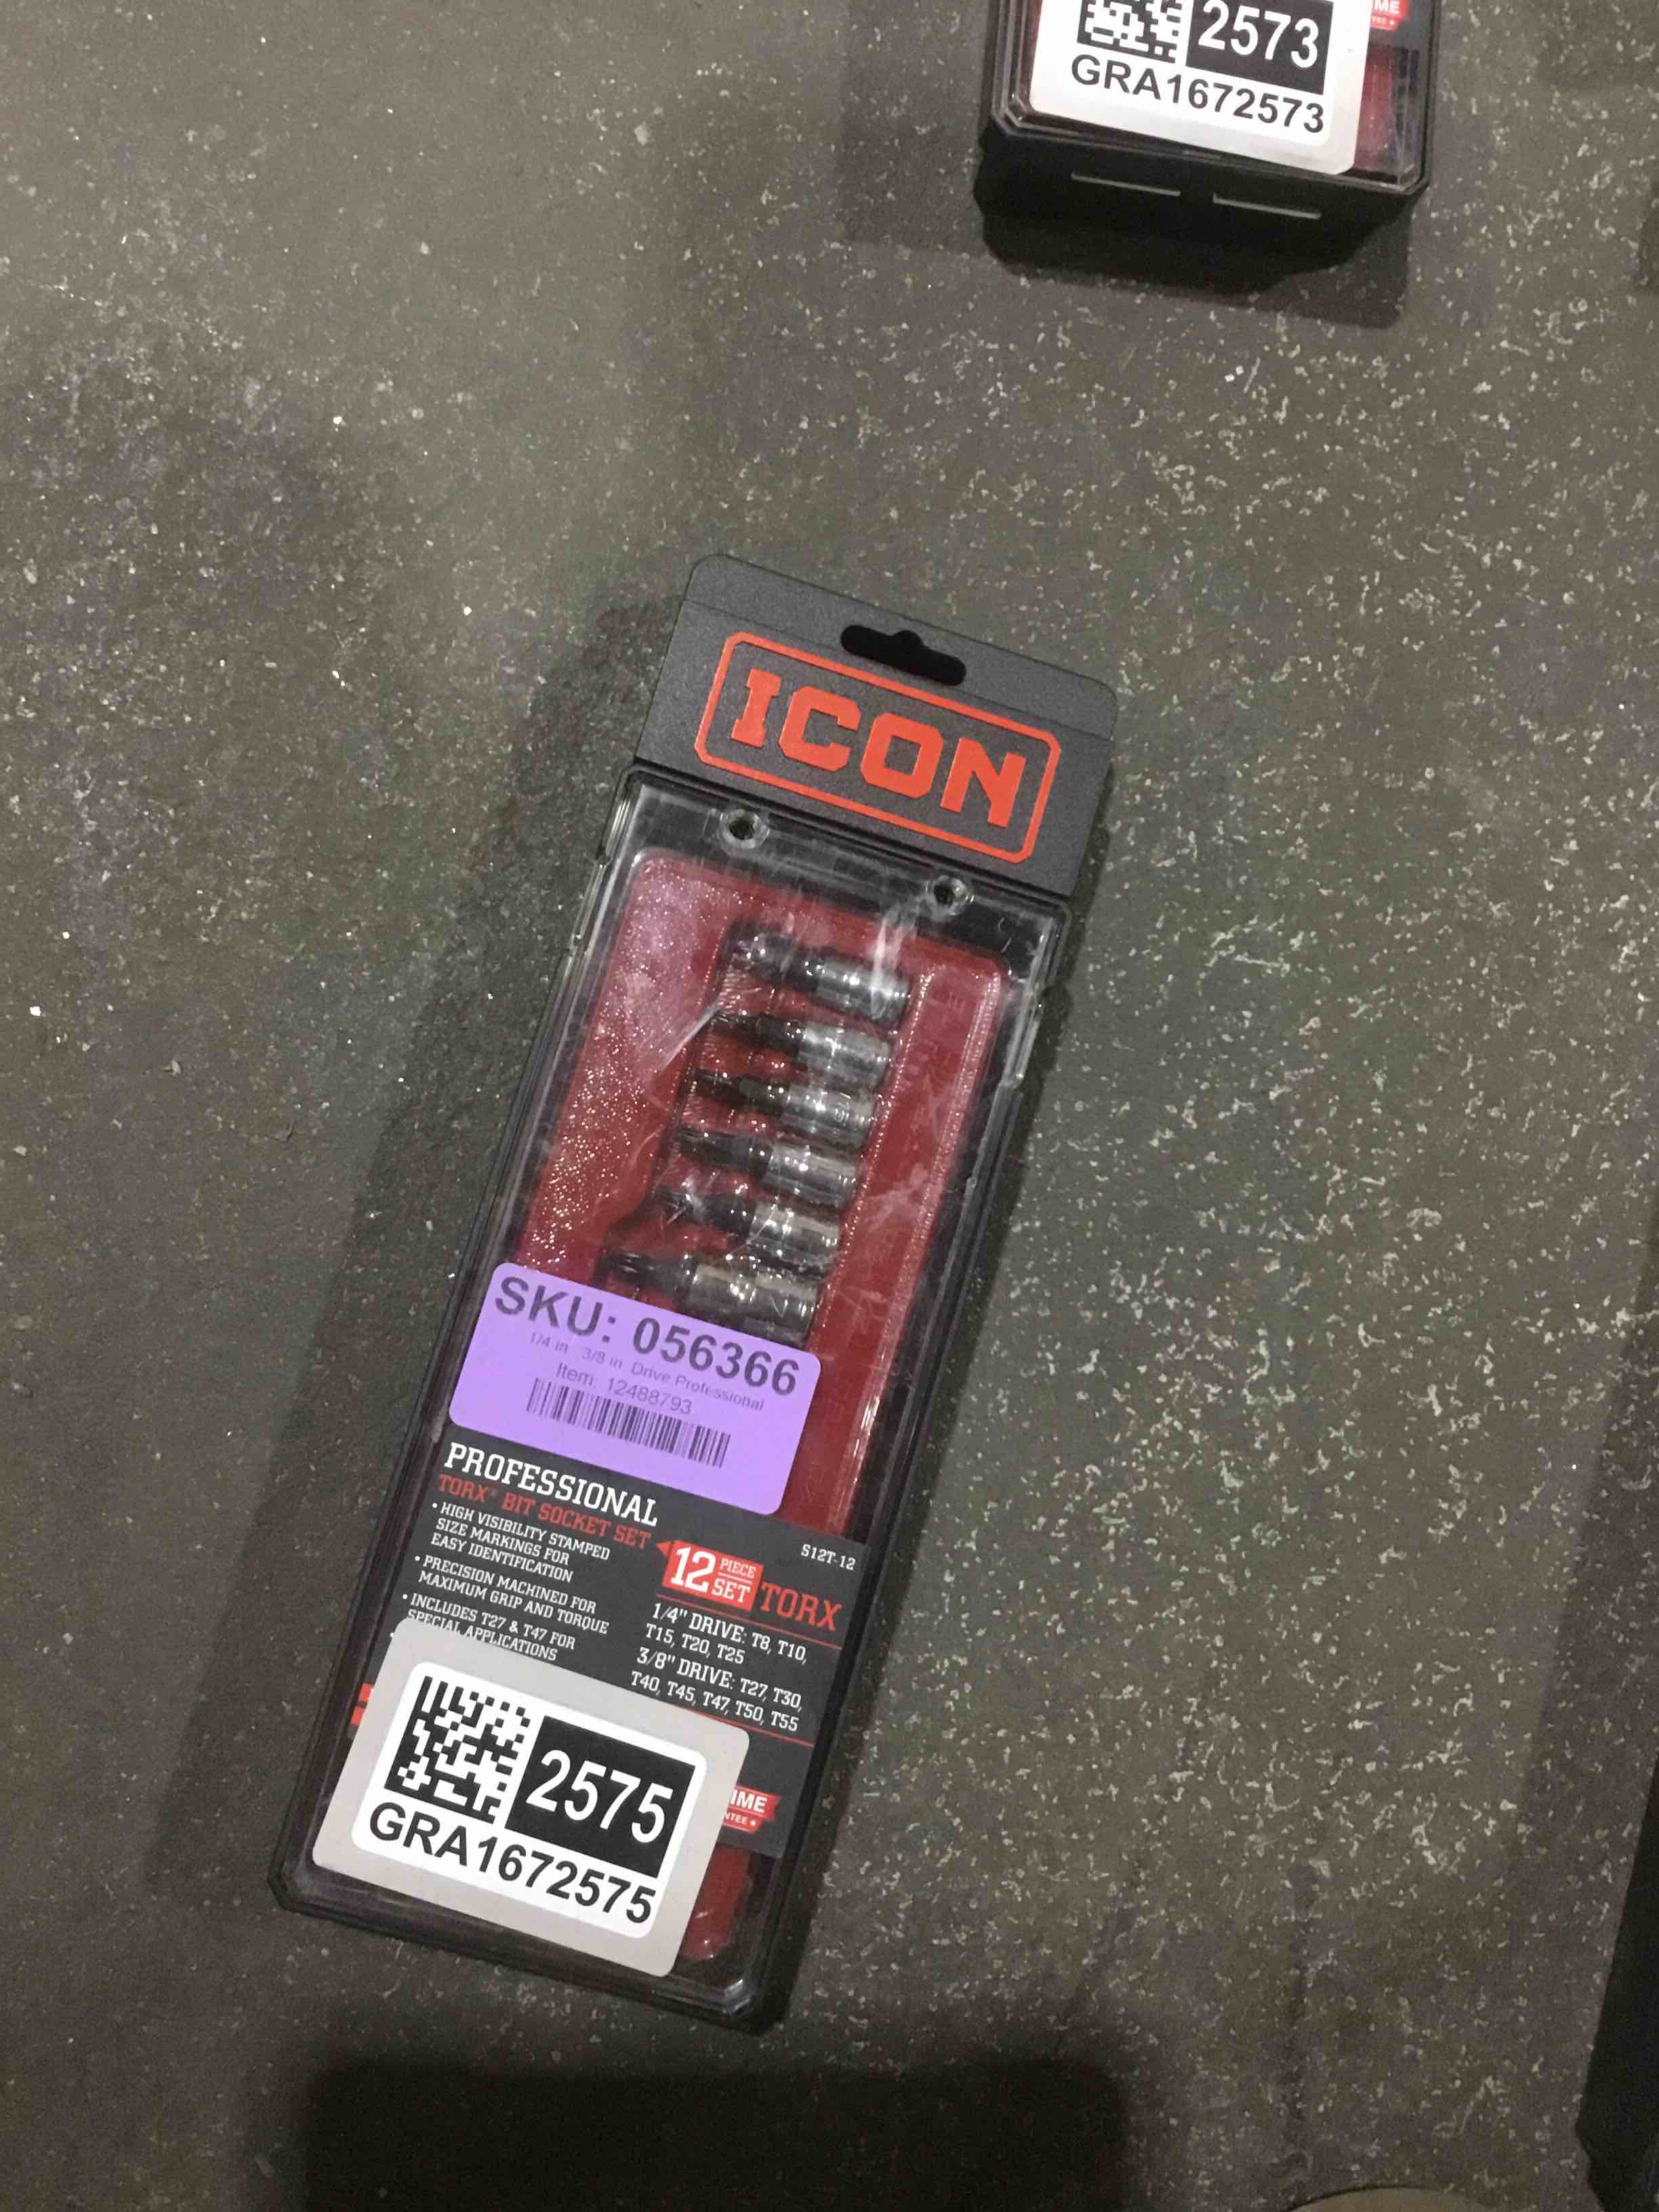 2573
GRA1672573
ICON
SKU: 056366
1/4 in 3/8 in Drive Professional
Item: 12488793
PROFESSIONAL
TORX® BIT SOCKET SET
• HIGH VISIBILITY STAMPED
SIZE MARKINGS FOR
EASY IDENTIFICATION
• PRECISION MACHINED FOR
MAXIMUM GRIP AND TORQUE
• INCLUDES T27 & T47 FOR
SPECIAL APPLICATIONS
S12T-12
12 PIECE
SET
TORX
1/4" DRIVE: T8, T10,
T15, T20, T25
3/8" DRIVE: T27, T30,
T40, T45, T47, T50, T55
2575
GRA1672575